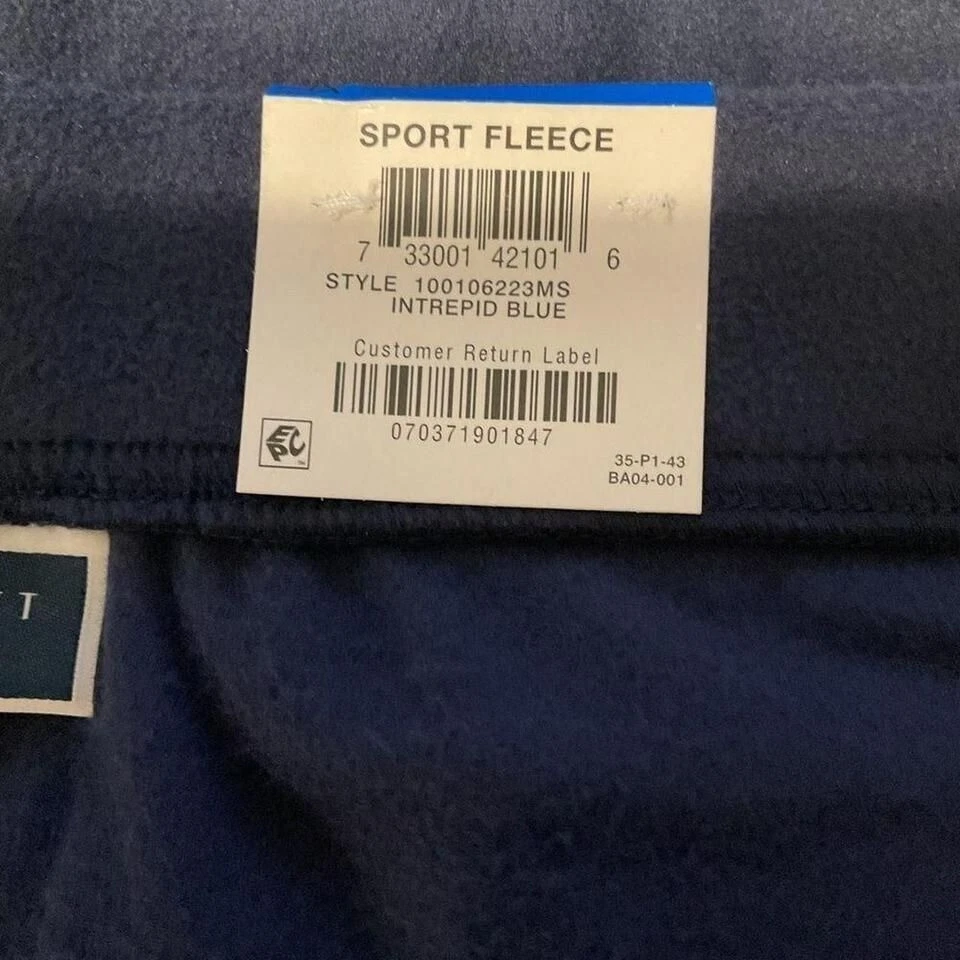 SPORT FLEECE
7 33001 42101 6
STYLE 100106223MS
INTREPID BLUE
Customer Return Label
070371901847
EPC
35-P1-43
BA04-001
T